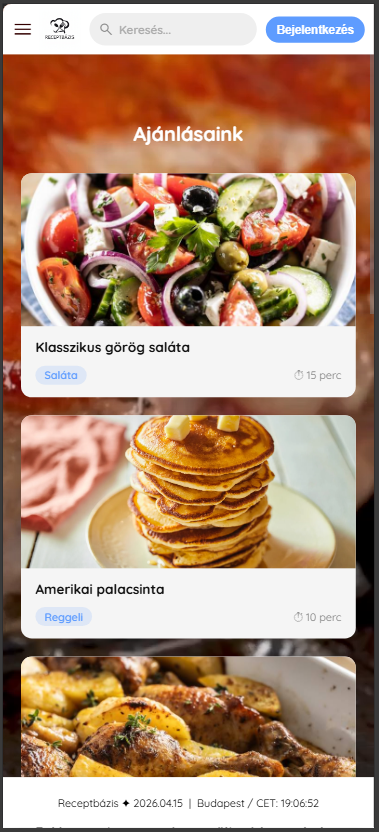 RECEPTBÁZIS
Keresés...
Bejelentkezés
Ajánlásaink
Klasszikus görög saláta
Saláta
15 perc
Amerikai palacsinta
Reggeli
10 perc
Receptbázis ✦ 2026.04.15 | Budapest / CET: 19:06:52